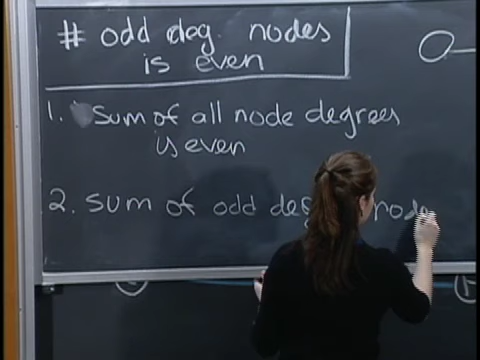 # odd deg. nodes
is even
1. sum of all node degrees
is even
2. sum of odd deg node